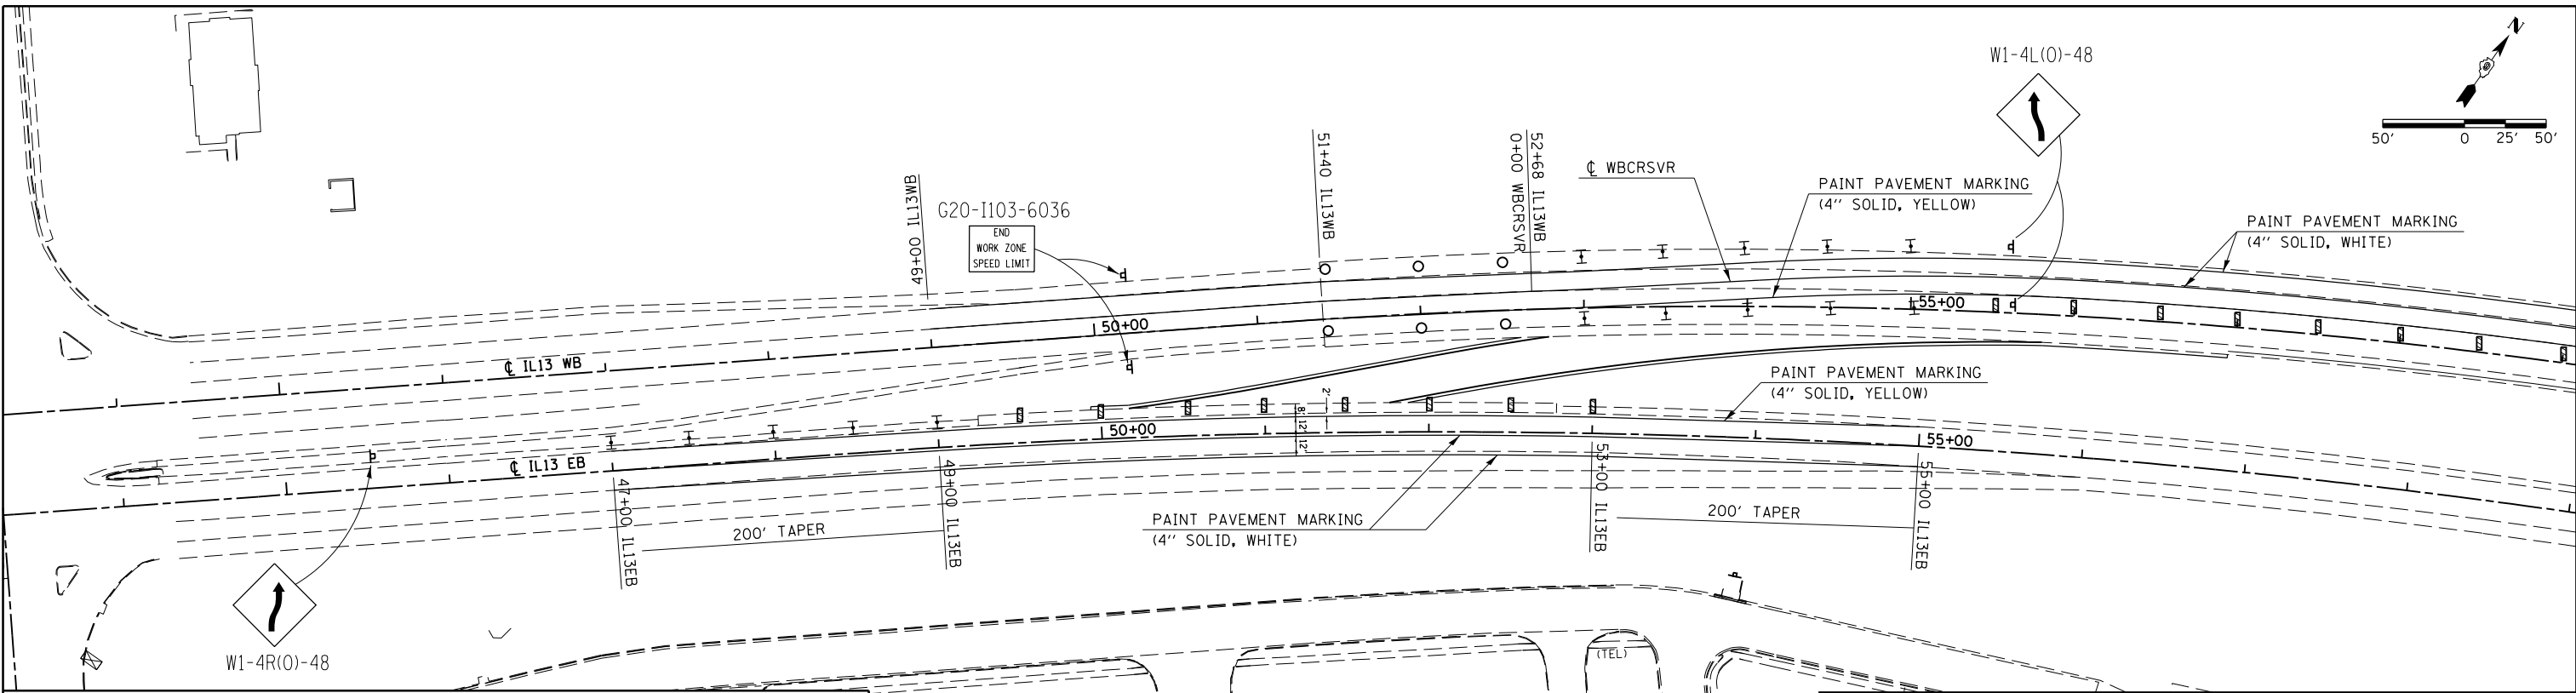 N
50' 0 25' 50'
W1-4L(O)-48
℄ WBCRSVR
PAINT PAVEMENT MARKING
(4'' SOLID, YELLOW)
PAINT PAVEMENT MARKING
(4'' SOLID, WHITE)
49+00 IL13WB
G20-I103-6036
END
WORK ZONE
SPEED LIMIT
51+40 IL13WB
52+68 IL13WB
0+00 WBCRSVR
50+00
55+00
℄ IL13 WB
PAINT PAVEMENT MARKING
(4'' SOLID, YELLOW)
2'
8'
12'
12'
50+00
55+00
℄ IL13 EB
47+00 IL13EB
200' TAPER
49+00 IL13EB
PAINT PAVEMENT MARKING
(4'' SOLID, WHITE)
53+00 IL13EB
200' TAPER
55+00 IL13EB
W1-4R(O)-48
(TEL)